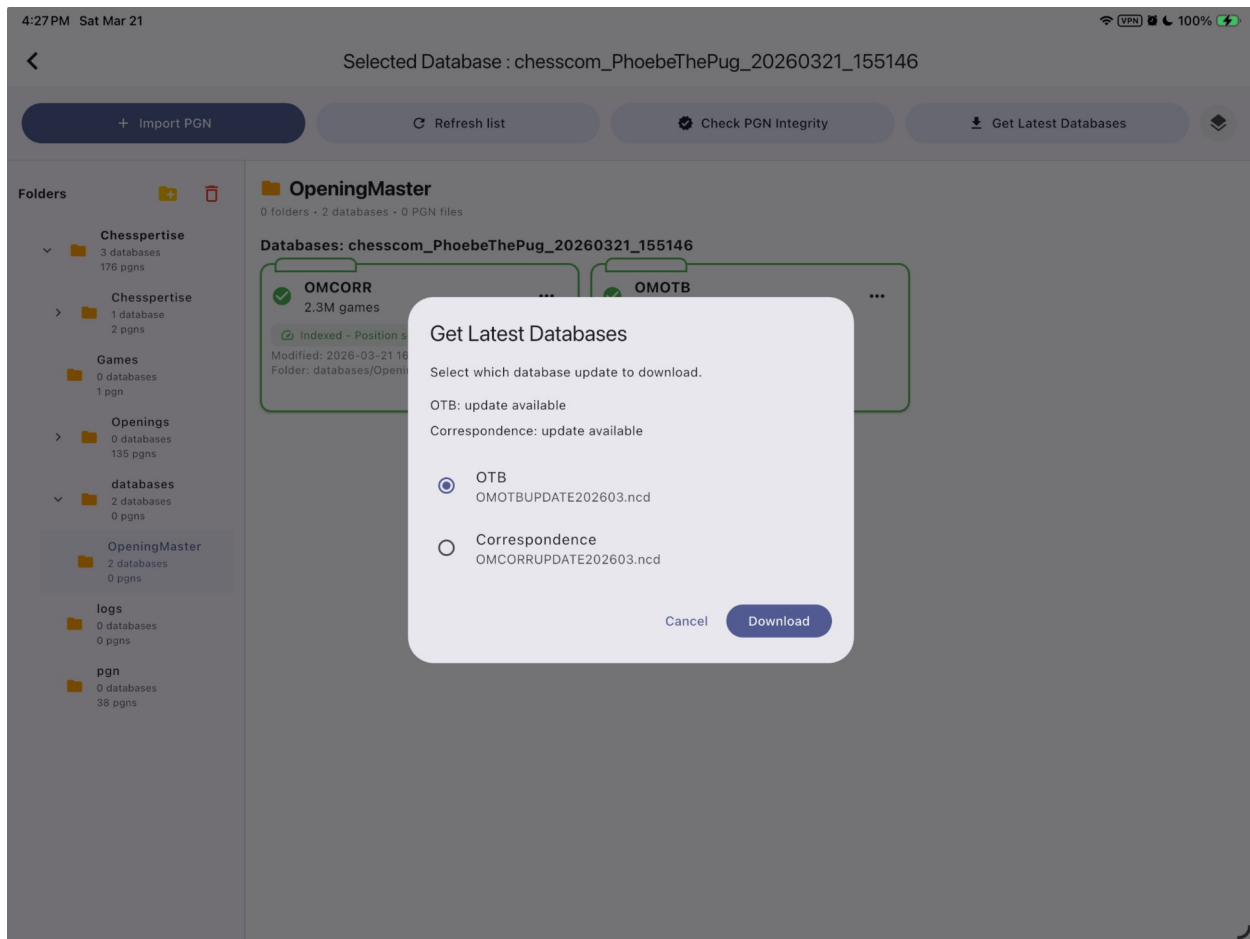 4:27 PM Sat Mar 21
VPN 100%
Selected Database : chesscom_PhoebeThePug_20260321_155146
+ Import PGN
Refresh list
Check PGN Integrity
Get Latest Databases
Folders
Chesspertise
3 databases
176 pgns
Chesspertise
1 database
2 pgns
Games
0 databases
1 pgn
Openings
0 databases
135 pgns
databases
2 databases
0 pgns
OpeningMaster
2 databases
0 pgns
logs
0 databases
0 pgns
pgn
0 databases
38 pgns
OpeningMaster
0 folders • 2 databases • 0 PGN files
Databases: chesscom_PhoebeThePug_20260321_155146
OMCORR
2.3M games
Indexed - Position
Modified: 2026-03-21
Folder:
OMOTB
Get Latest Databases
Select which database update to download.
OTB: update available
Correspondence: update available
OTB
OMOTBUPDATE202603.ncd
Correspondence
OMCORRUPDATE202603.ncd
Cancel
Download